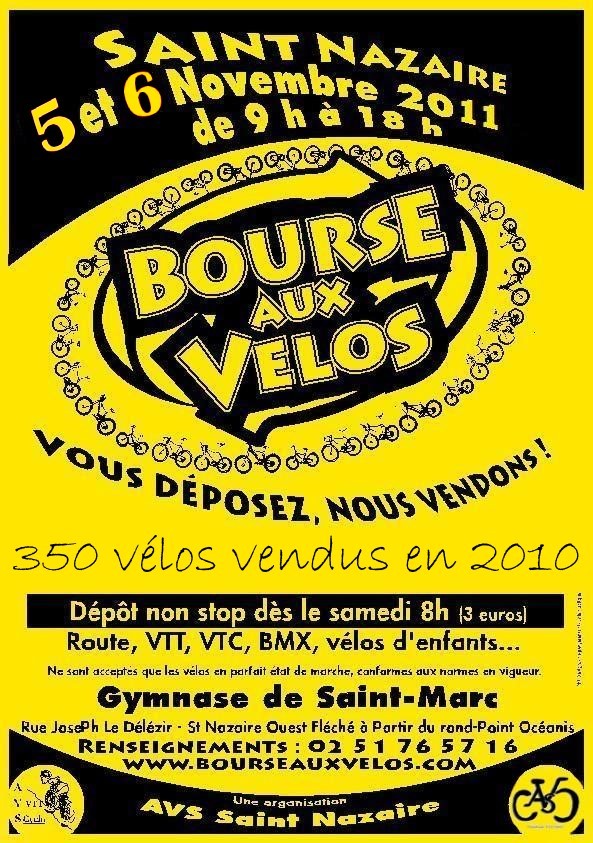 SAINT NAZAIRE
5 et 6 Novembre 2011
de 9 h à 18 h
BOURSE
AUX
VELOS
VOUS DÉPOSEZ, NOUS VENDONS !
350 vélos vendus en 2010
Dépôt non stop dès le samedi 8h (3 euros)
Route, VTT, VTC, BMX, vélos d'enfants...
Ne sont acceptés que les vélos en parfait état de marche, conformes aux normes en vigueur.
Gymnase de Saint-Marc
Rue JosePh Le Délézir - St Nazaire Ouest Fléché à Partir du rond-Point Océanis
RENSEIGNEMENTS : 02 51 76 57 16
WWW.BOURSEAUXVELOS.COM
Une organisation
AVS Saint Nazaire
A
V VTT
S Cyclo
AVS